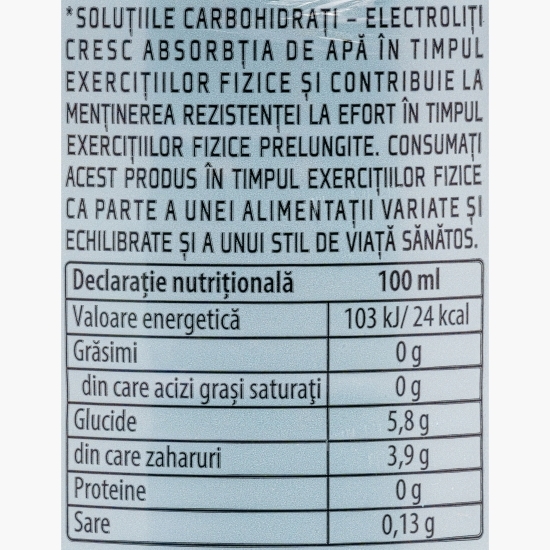 *SOLUȚIILE CARBOHIDRAȚI - ELECTROLIȚI
CRESC ABSORBȚIA DE APĂ ÎN TIMPUL
EXERCIȚIILOR FIZICE ȘI CONTRIBUIE LA
MENȚINEREA REZISTENȚEI LA EFORT ÎN TIMPUL
EXERCIȚIILOR FIZICE PRELUNGITE. CONSUMAȚI
ACEST PRODUS ÎN TIMPUL EXERCIȚIILOR FIZICE
CA PARTE A UNEI ALIMENTAȚII VARIATE ȘI
ECHILIBRATE ȘI A UNUI STIL DE VIAȚĂ SĂNĂTOS.
Declarație nutrițională 100 ml
Valoare energetică 103 kJ/ 24 kcal
Grăsimi 0 g
din care acizi grași saturați 0 g
Glucide 5,8 g
din care zaharuri 3,9 g
Proteine 0 g
Sare 0,13 g